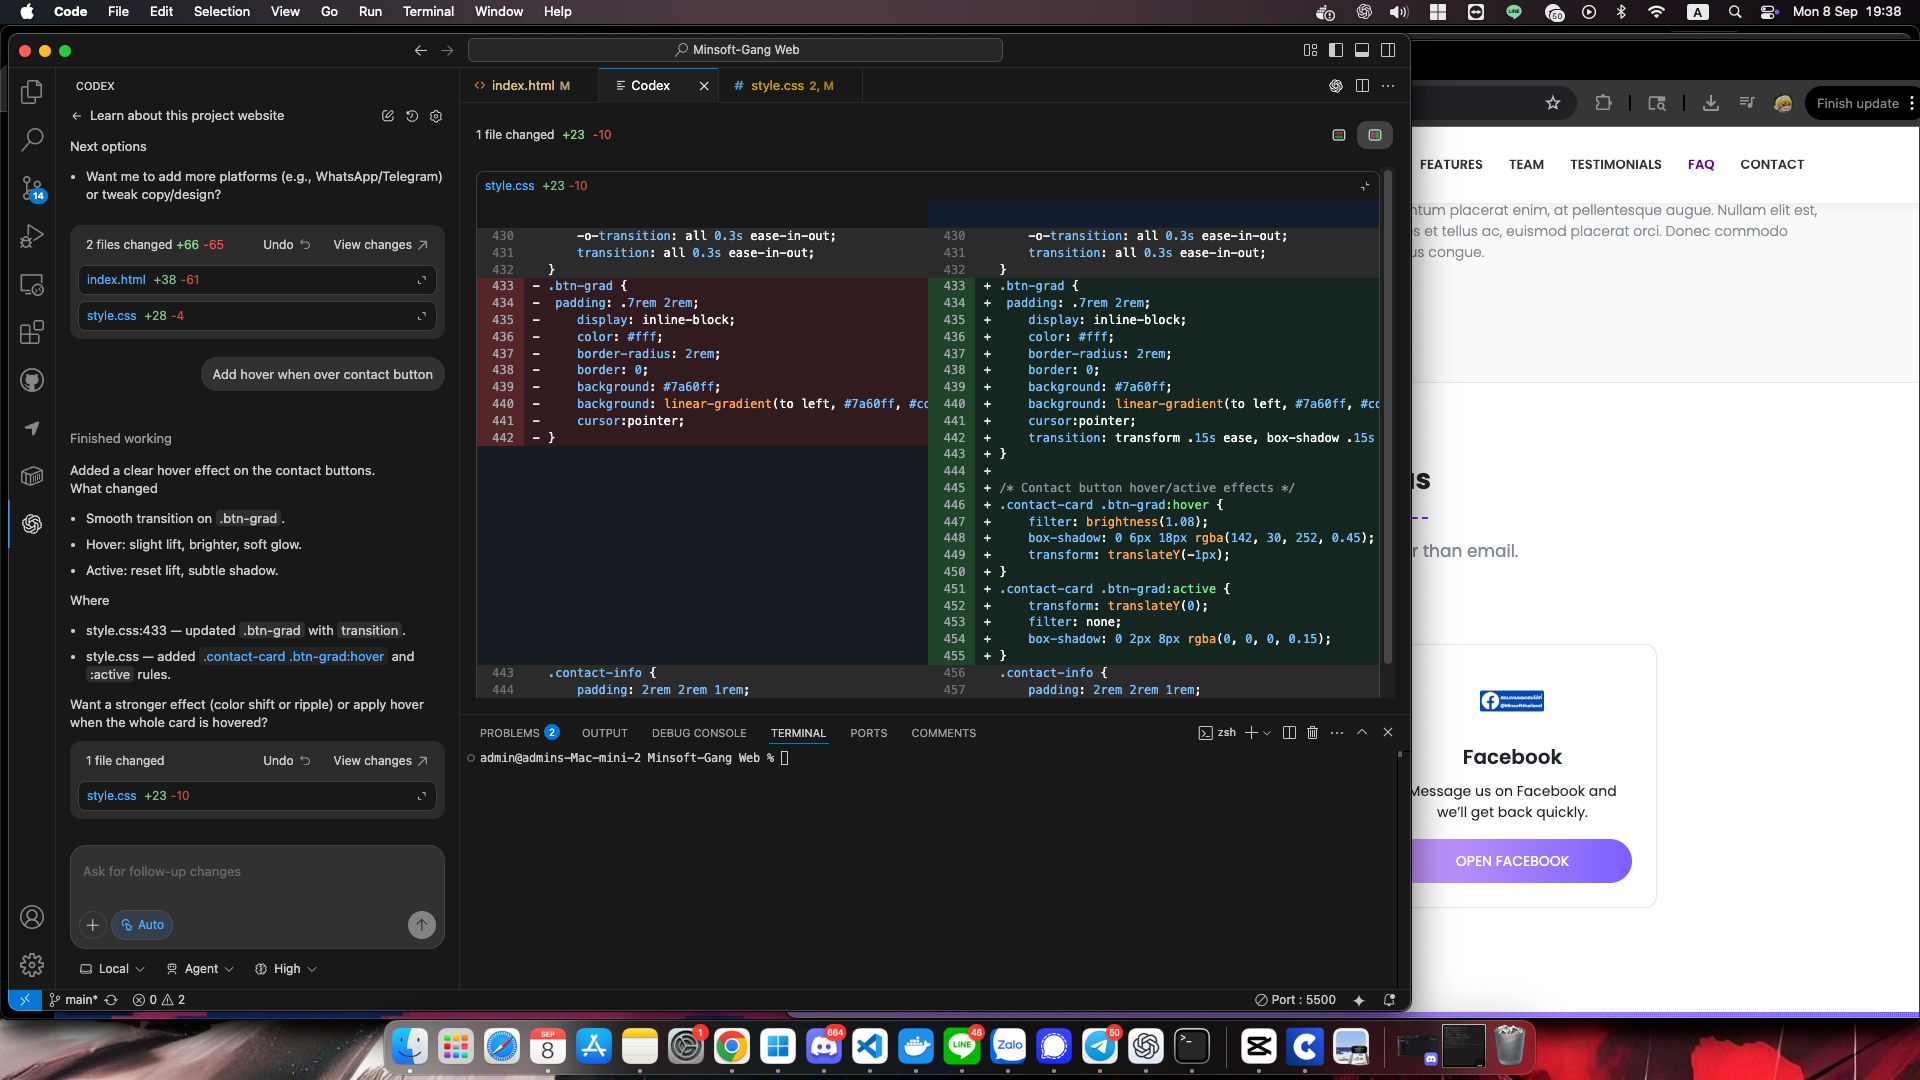 Code File Edit Selection View Go Run Terminal Window Help
50
A
Mon 8 Sep 19:38
Minsoft-Gang Web
CODEX
Learn about this project website
Next options
Want me to add more platforms (e.g., WhatsApp/Telegram)
or tweak copy/design?
14
2 files changed +66 -65 Undo View changes
index.html +38 -61
style.css +28 -4
Add hover when over contact button
Finished working
Added a clear hover effect on the contact buttons.
What changed
Smooth transition on .btn-grad .
Hover: slight lift, brighter, soft glow.
Active: reset lift, subtle shadow.
Where
style.css:433 — updated .btn-grad with transition .
style.css — added .contact-card .btn-grad:hover and
:active rules.
Want a stronger effect (color shift or ripple) or apply hover
when the whole card is hovered?
1 file changed Undo View changes
style.css +23 -10
Ask for follow-up changes
Auto
Local Agent High
main* 0 2
Port : 5500
index.html M
Codex
# style.css 2, M
1 file changed +23 -10
style.css +23 -10
430 -o-transition: all 0.3s ease-in-out;
431 transition: all 0.3s ease-in-out;
432 }
433 - .btn-grad {
434 - padding: .7rem 2rem;
435 - display: inline-block;
436 - color: #fff;
437 - border-radius: 2rem;
438 - border: 0;
439 - background: #7a60ff;
440 - background: linear-gradient(to left, #7a60ff, #cc
441 - cursor:pointer;
442 - }
443 .contact-info {
444 padding: 2rem 2rem 1rem;
430 -o-transition: all 0.3s ease-in-out;
431 transition: all 0.3s ease-in-out;
432 }
433 + .btn-grad {
434 + padding: .7rem 2rem;
435 + display: inline-block;
436 + color: #fff;
437 + border-radius: 2rem;
438 + border: 0;
439 + background: #7a60ff;
440 + background: linear-gradient(to left, #7a60ff, #cc
441 + cursor:pointer;
442 + transition: transform .15s ease, box-shadow .15s
443 + }
444 +
445 + /* Contact button hover/active effects */
446 + .contact-card .btn-grad:hover {
447 + filter: brightness(1.08);
448 + box-shadow: 0 6px 18px rgba(142, 30, 252, 0.45);
449 + transform: translateY(-1px);
450 + }
451 + .contact-card .btn-grad:active {
452 + transform: translateY(0);
453 + filter: none;
454 + box-shadow: 0 2px 8px rgba(0, 0, 0, 0.15);
455 + }
456 .contact-info {
457 padding: 2rem 2rem 1rem;
PROBLEMS 2 OUTPUT DEBUG CONSOLE TERMINAL PORTS COMMENTS
zsh
admin@admins-Mac-mini-2 Minsoft-Gang Web %
Finish update
FEATURES TEAM TESTIMONIALS FAQ CONTACT
ntum placerat enim, at pellentesque augue. Nullam elit est,
s et tellus ac, euismod placerat orci. Donec commodo
us congue.
us
r than email.
@Minsoftthailand
Facebook
Message us on Facebook and
we'll get back quickly.
OPEN FACEBOOK
SEP
8
1
664
LINE
46
Zalo
50